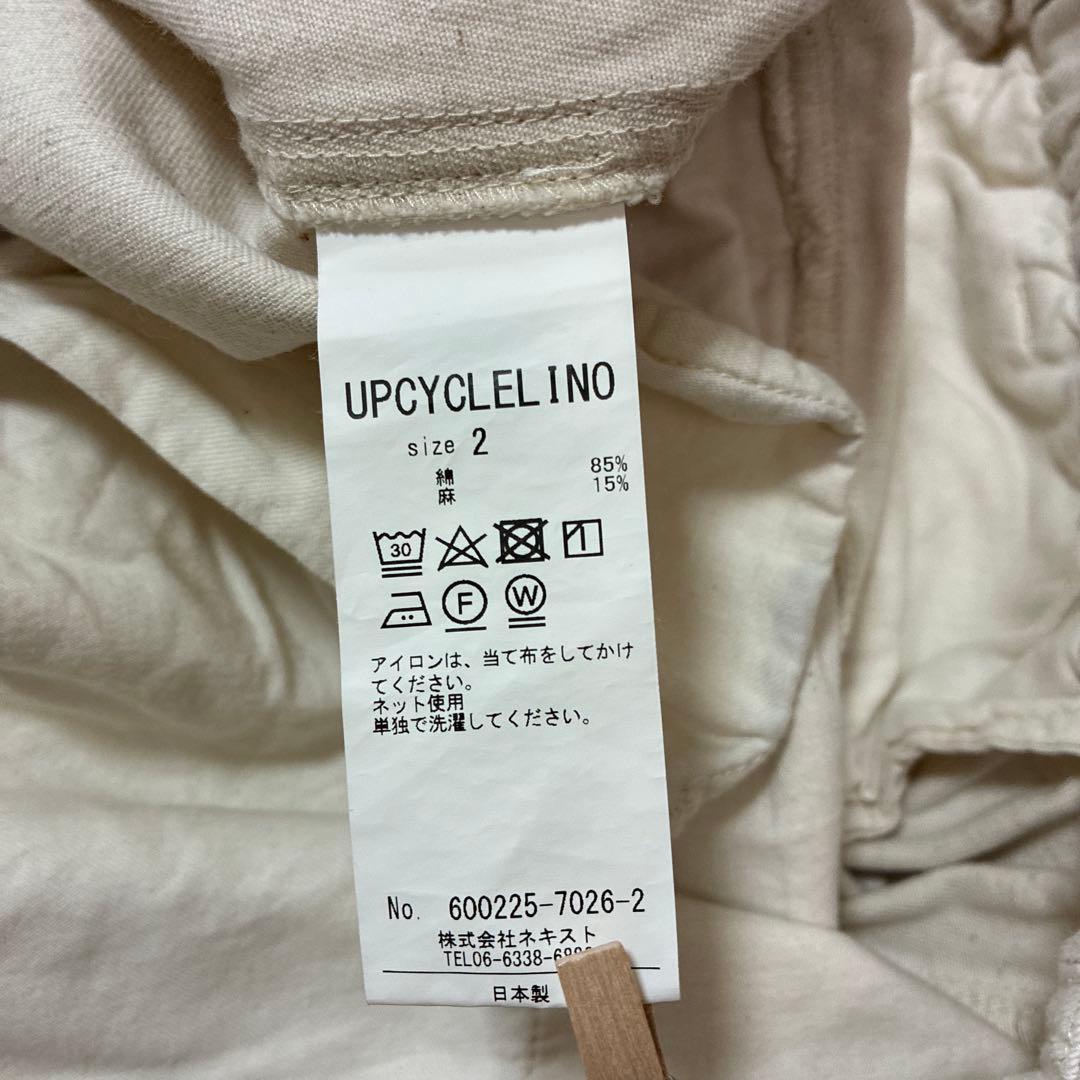 UPCYCLELINO
size 2
綿 85%
麻 15%
30
F W
アイロンは、当て布をしてかけ
てください。
ネット使用
単独で洗濯してください。
No. 600225-7026-2
株式会社ネキスト
TEL06-6338-
日本製